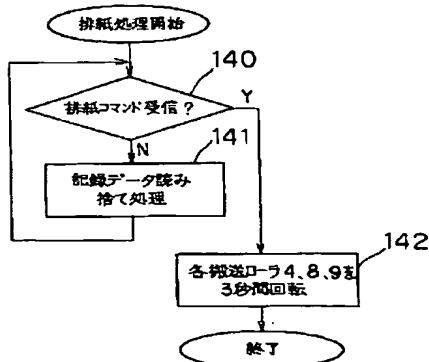 排紙処理開始
140
排紙コマンド受信?
Y
N
141
記録データ読み
捨て処理
142
各搬送ローラ4、8、9を
3秒間回転
終了